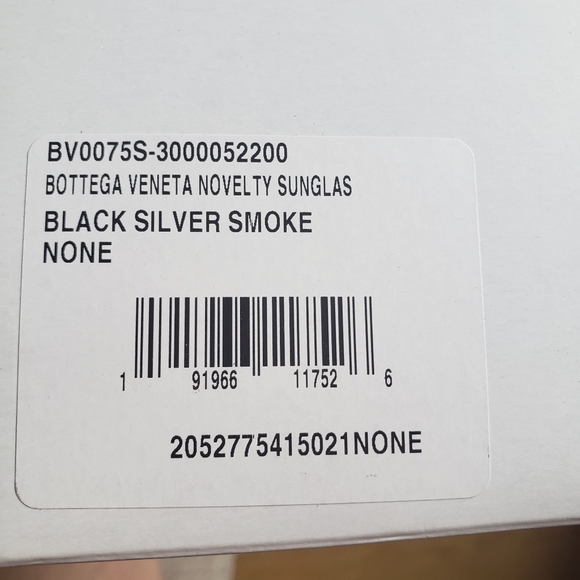 BV0075S-3000052200
BOTTEGA VENETA NOVELTY SUNGLAS
BLACK SILVER SMOKE
NONE
1 91966 11752 6
2052775415021NONE